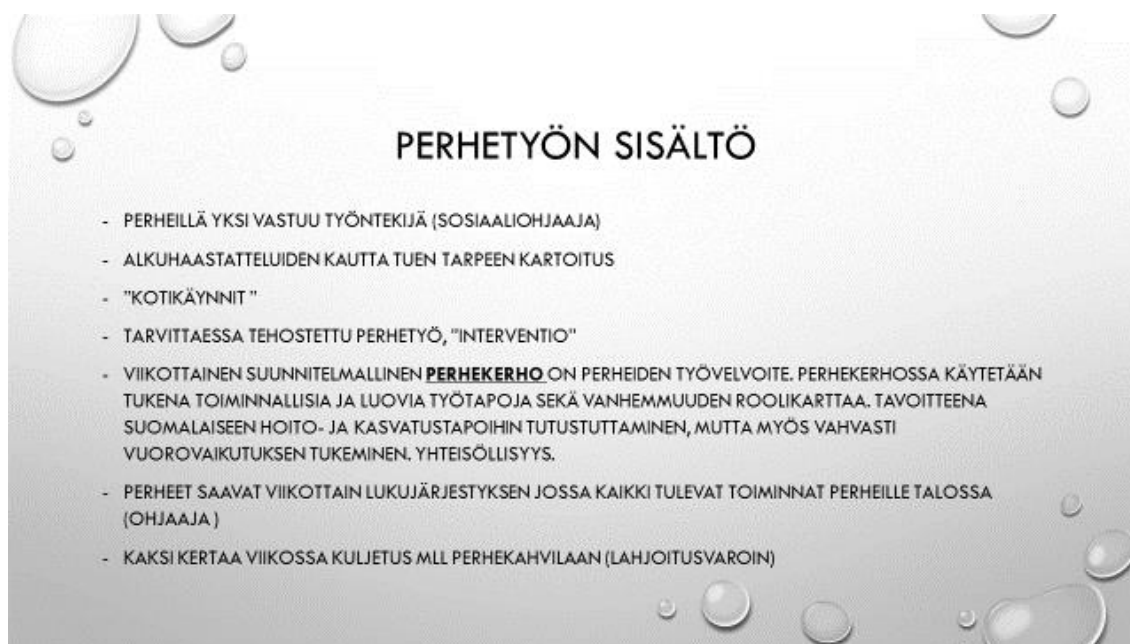 PERHETYÖN SISÄLTÖ
- PERHEILLÄ YKSI VASTUU TYÖNTEKIJÄ (SOSIAALIOHJAAJA)
- ALKUHAASTATTELUIDEN KAUTTA TUEN TARPEEN KARTOITUS
- "KOTIKÄYNNIT "
- TARVITTAESSA TEHOSTETTU PERHETYÖ, "INTERVENTIO"
- VIIKOTTAINEN SUUNNITELMALLINEN PERHEKERHO ON PERHEIDEN TYÖVELVOITE. PERHEKERHOSSA KÄYTETÄÄN
TUKENA TOIMINNALLISIA JA LUOVIA TYÖTAPOJA SEKÄ VANHEMMUUDEN ROOLIKARTTAA. TAVOITTEENA
SUOMALAISEEN HOITO- JA KASVATUSTAPOIHIN TUTUSTUTTAMINEN, MUTTA MYÖS VAHVASTI
VUOROVAIKUTUKSEN TUKEMINEN. YHTEISÖLLISYYS.
- PERHEET SAAVAT VIIKOTTAIN LUKUJÄRJESTYKSEN JOSSA KAIKKI TULEVAT TOIMINNAT PERHEILLE TALOSSA
(OHJAAJA )
- KAKSI KERTAA VIIKOSSA KULJETUS MLL PERHEKAHVILAAN (LAHJOITUSVAROIN)